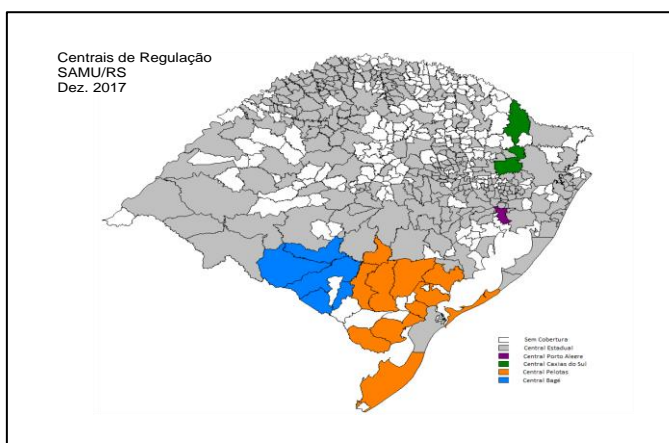 Centrais de Regulação
SAMU/RS
Dez. 2017
Sem Cobertura
Central Estadual
Central Porto Alegre
Central Caxias do Sul
Central Pelotas
Central Bagé